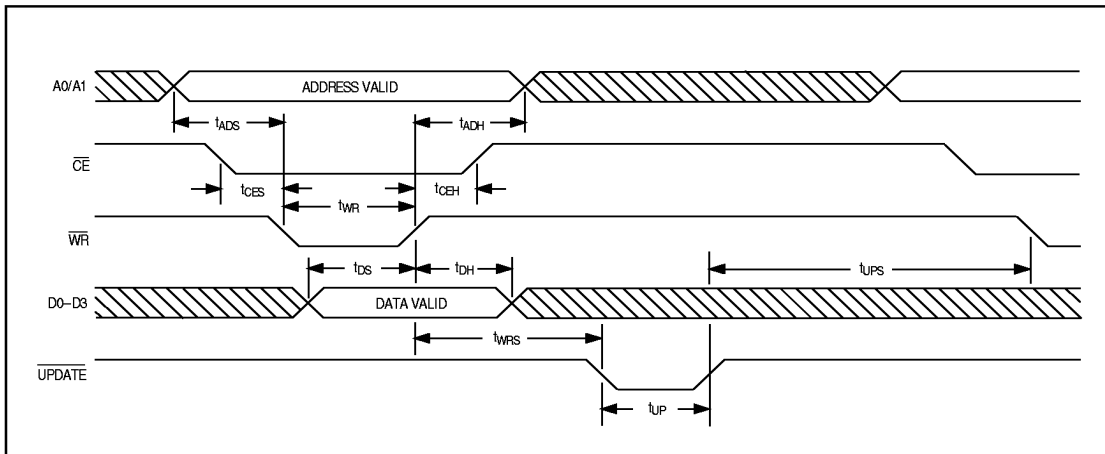 A0/A1
ADDRESS VALID
tADS
tADH
CE
tCES
tCEH
tWR
WR
tDS
tDH
tUPS
D0–D3
DATA VALID
tWRS
UPDATE
tUP